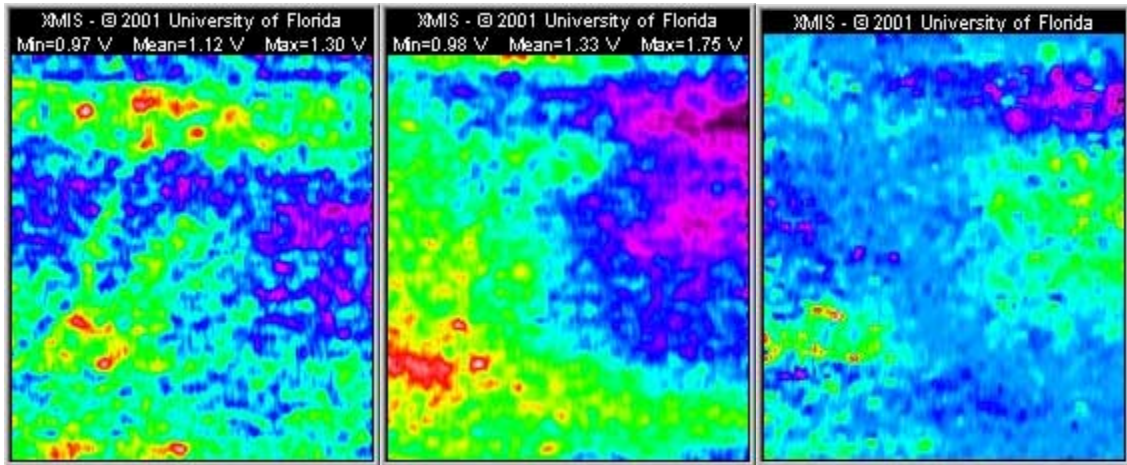 XMIS - © 2001 University of Florida
Min=0.97 V Mean=1.12 V Max=1.30 V
XMIS - © 2001 University of Florida
Min=0.98 V Mean=1.33 V Max=1.75 V
XMIS - © 2001 University of Florida